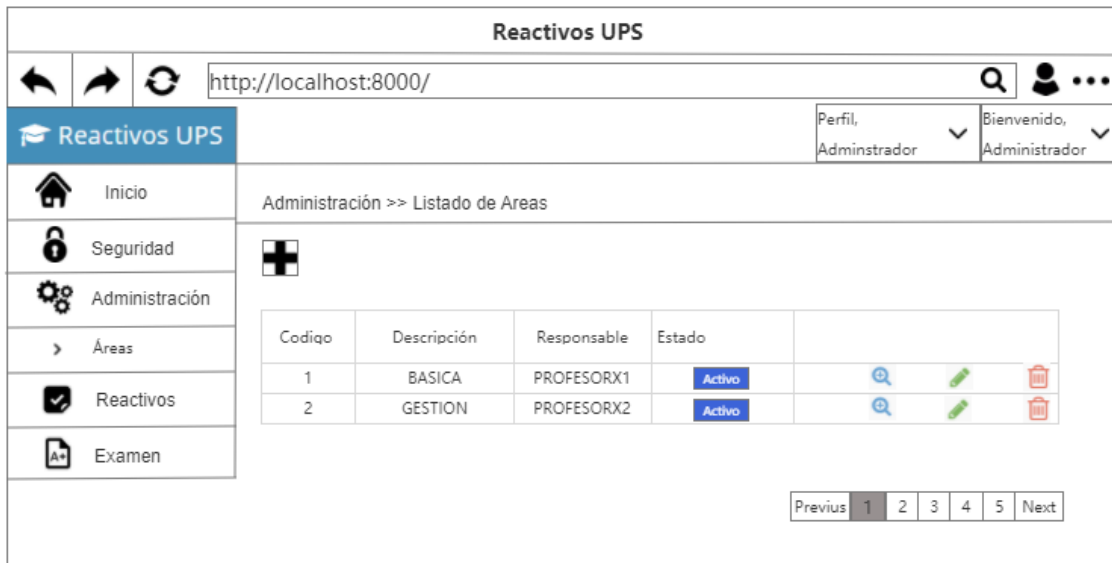 Reactivos UPS
http://localhost:8000/
Reactivos UPS
Perfil,
Adminstrador
Bienvenido,
Administrador
Inicio
Seguridad
Administración
Áreas
Reactivos
A+
Examen
Administración >> Listado de Areas
Codigo Descripción Responsable Estado
1 BASICA PROFESORX1 Activo
2 GESTION PROFESORX2 Activo
Previus 1 2 3 4 5 Next